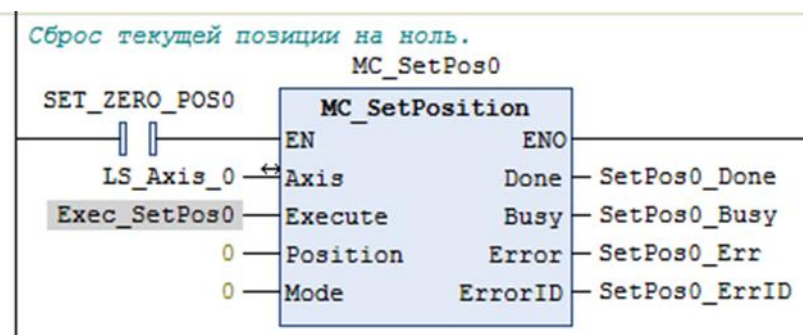 Сброс текущей позиции на ноль.
MC_SetPos0
SET_ZERO_POS0
MC_SetPosition
EN ENO
LS_Axis_0 Axis Done SetPos0_Done
Exec_SetPos0 Execute Busy SetPos0_Busy
0 Position Error SetPos0_Err
0 Mode ErrorID SetPos0_ErrID